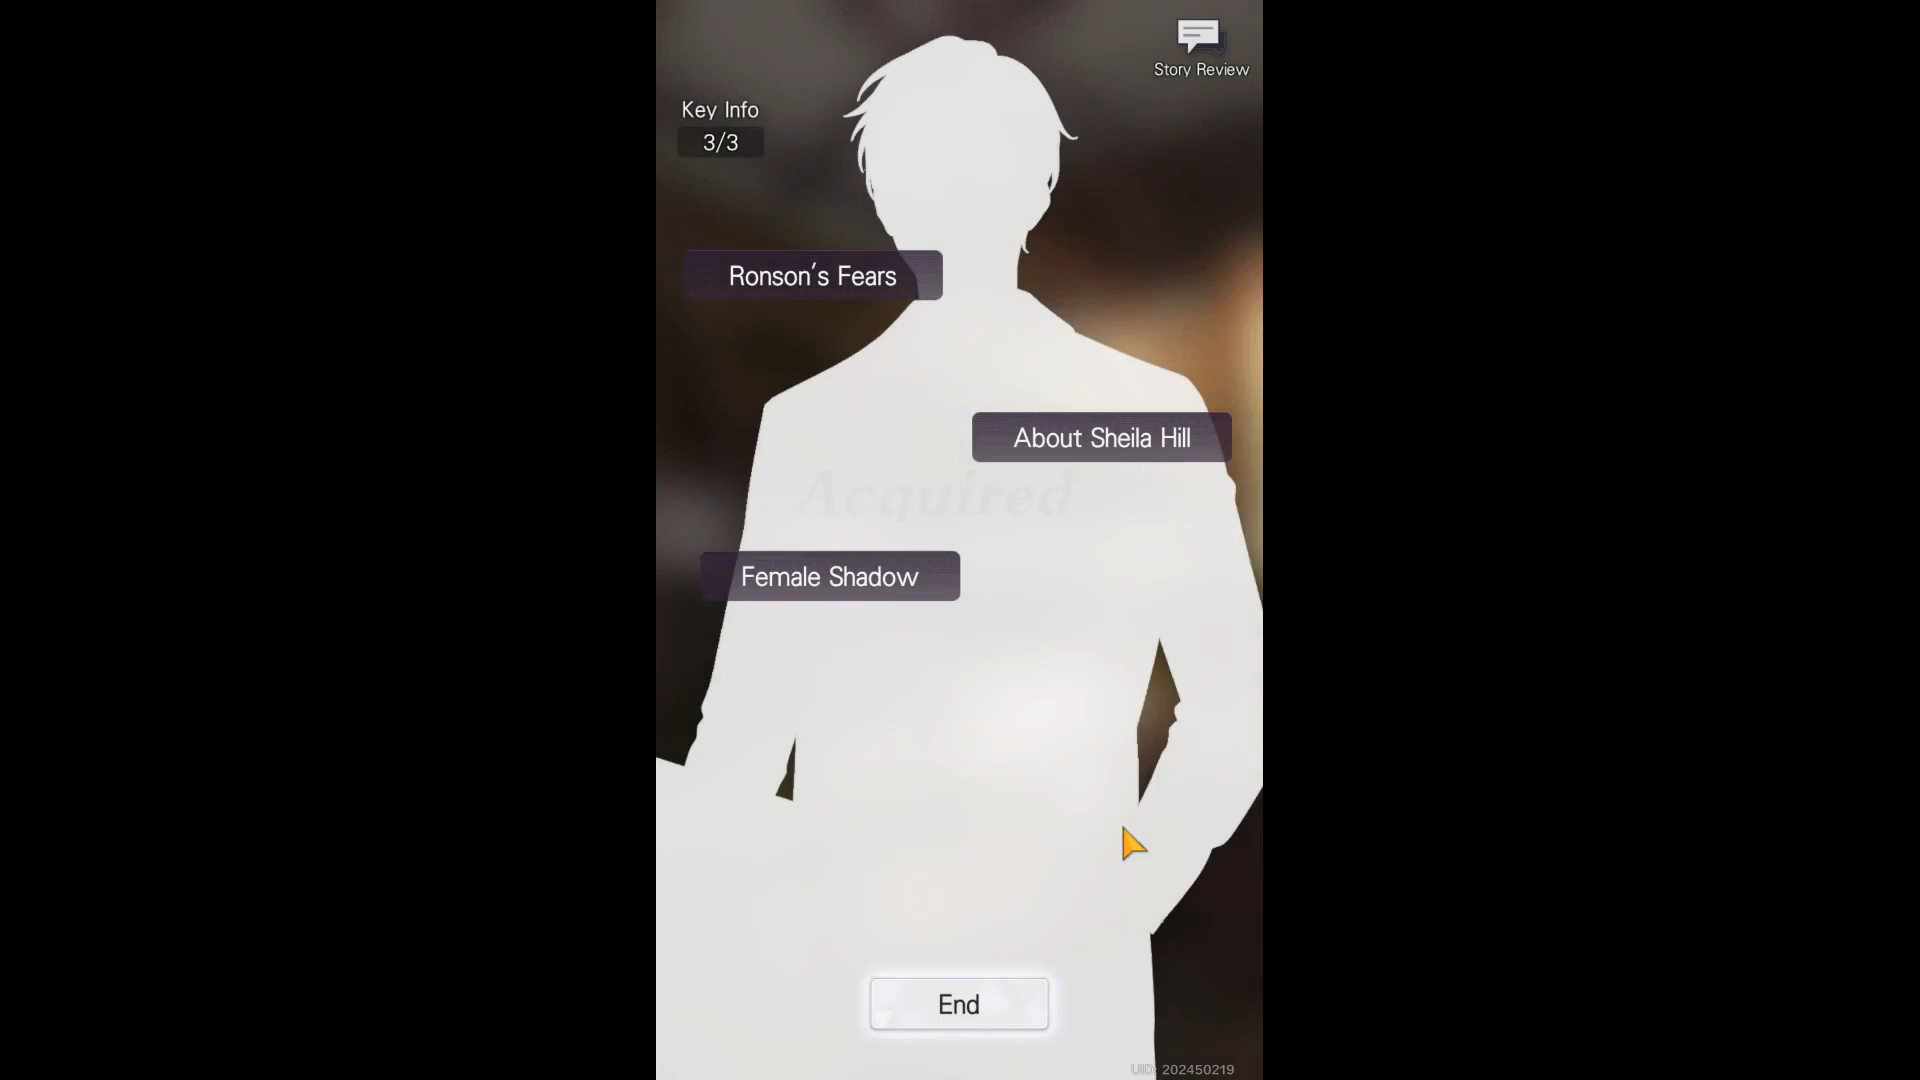 Story Review
Key Info
3/3
Ronson's Fears
About Sheila Hill
Acquired
Female Shadow
End
UID: 202450219